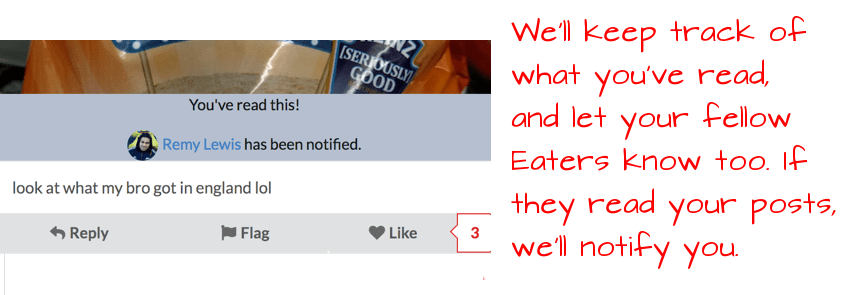 [SERIOUSLY]
GOOD
You've read this!
Remy Lewis has been notified.
look at what my bro got in england lol
Reply Flag Like 3
We'll keep track of
what you've read,
and let your fellow
Eaters know too. If
they read your posts,
we'll notify you.